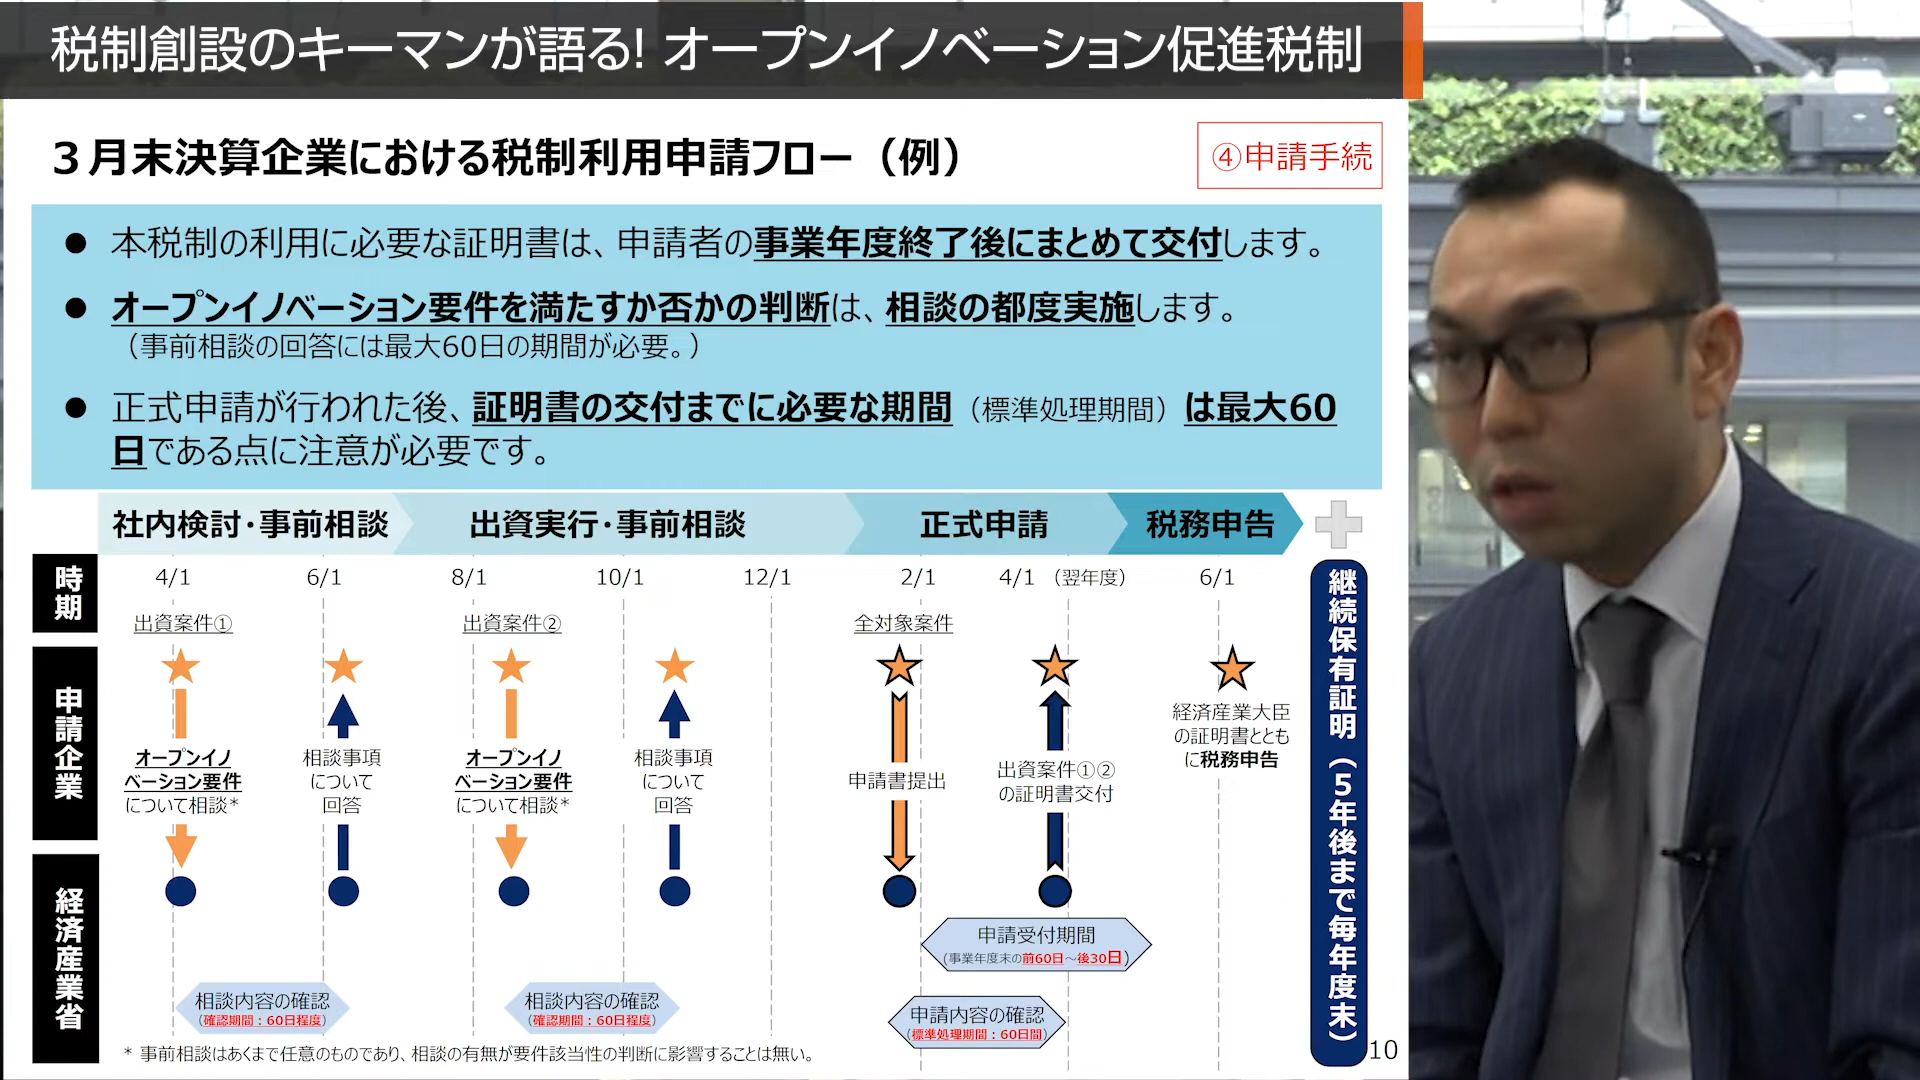 税制創設のキーマンが語る! オープンイノベーション促進税制
３月末決算企業における税制利用申請フロー（例）
④申請手続
● 本税制の利用に必要な証明書は、申請者の事業年度終了後にまとめて交付します。
● オープンイノベーション要件を満たすか否かの判断は、相談の都度実施します。
（事前相談の回答には最大60日の期間が必要。）
● 正式申請が行われた後、証明書の交付までに必要な期間（標準処理期間）は最大60
日である点に注意が必要です。
社内検討・事前相談
出資実行・事前相談
正式申請
税務申告
時期
4/1
6/1
8/1
10/1
12/1
2/1
4/1 （翌年度）
6/1
出資案件①
出資案件②
全対象案件
申請企業
オープンイノ
ベーション要件
について相談*
相談事項
について
回答
オープンイノ
ベーション要件
について相談*
相談事項
について
回答
申請書提出
出資案件①②
の証明書交付
経済産業大臣
の証明書ととも
に税務申告
経済産業省
申請受付期間
(事業年度末の前60日～後30日)
相談内容の確認
(確認期間：60日程度)
相談内容の確認
(確認期間：60日程度)
申請内容の確認
(標準処理期間：60日間)
継続保有証明（5年後まで毎年度末）
* 事前相談はあくまで任意のものであり、相談の有無が要件該当性の判断に影響することは無い。
10